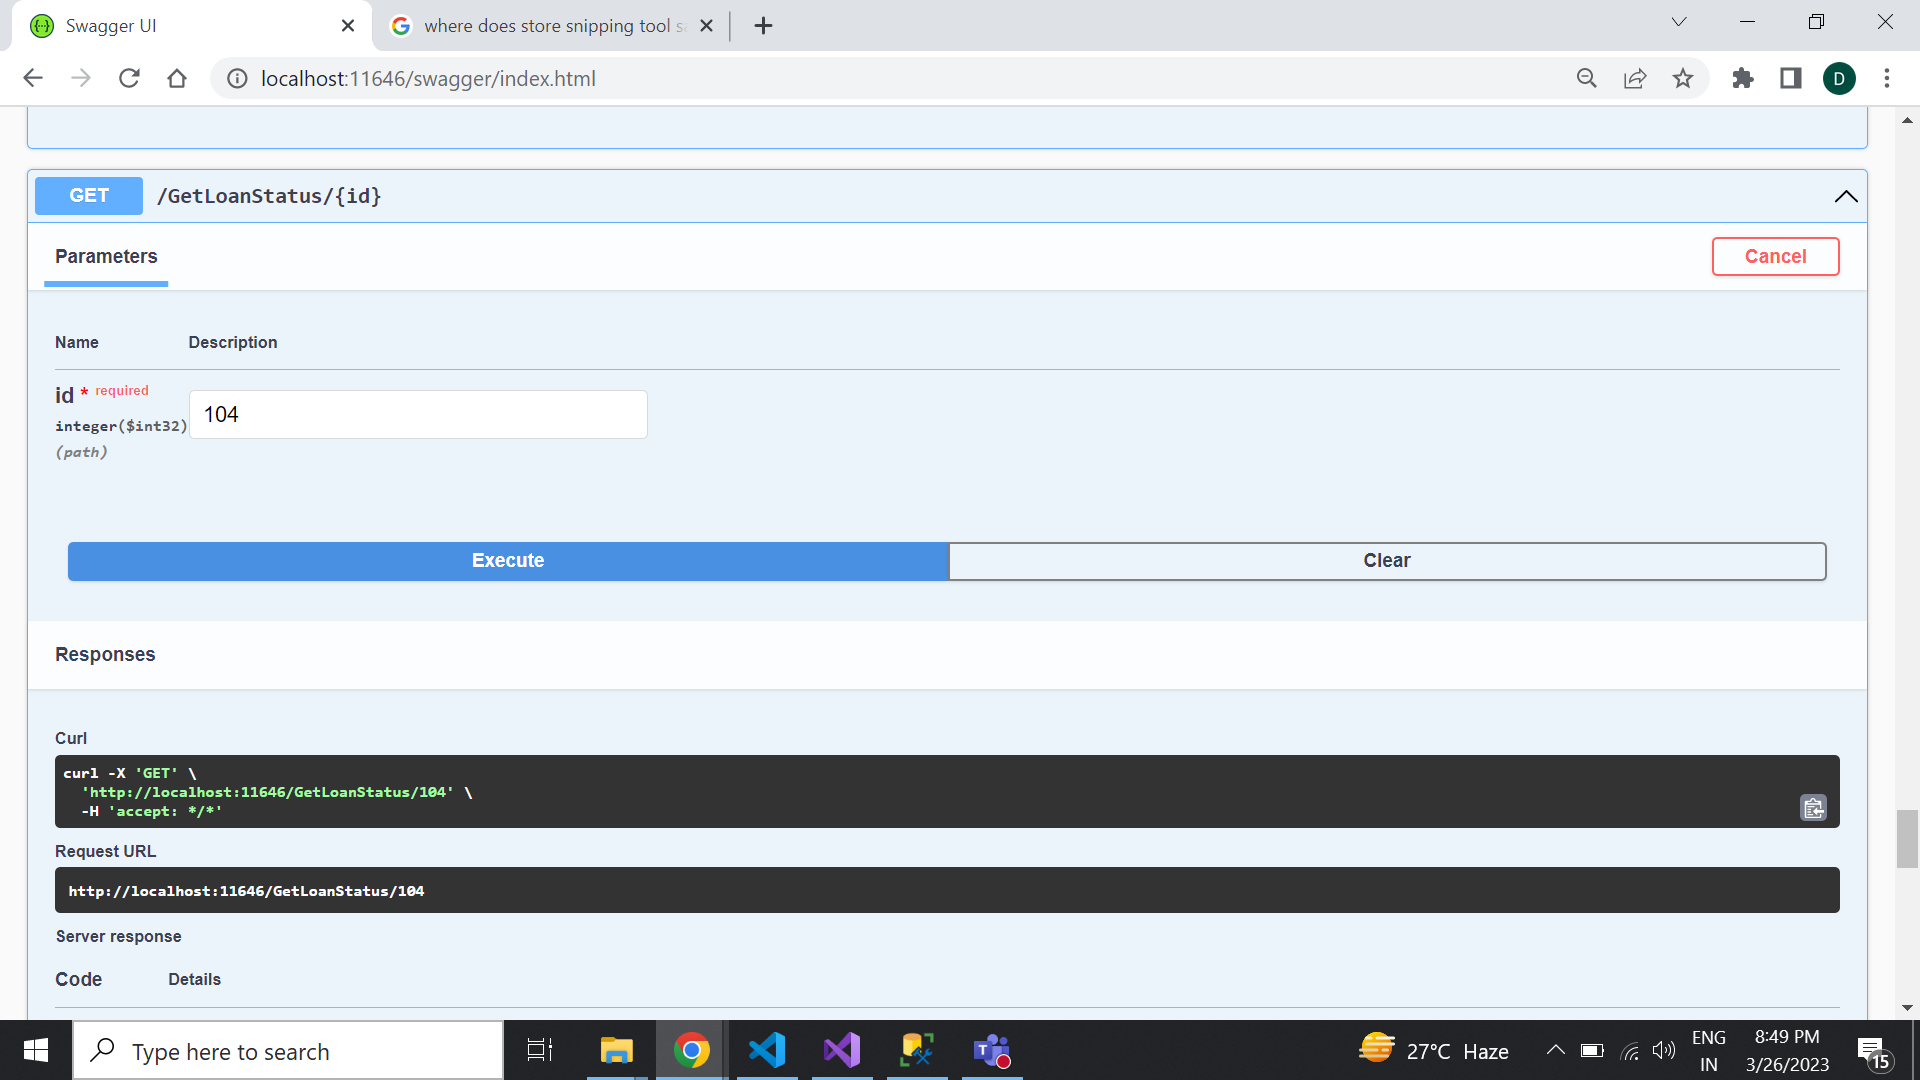 Swagger UI
where does store snipping tool sa
localhost:11646/swagger/index.html
D
GET /GetLoanStatus/{id}
Parameters
Cancel
Name Description
id * required
integer($int32)
(path)
104
Execute
Clear
Responses
Curl
curl -X 'GET' \
'http://localhost:11646/GetLoanStatus/104' \
-H 'accept: */*'
Request URL
http://localhost:11646/GetLoanStatus/104
Server response
Code Details
Type here to search
27°C Haze
ENG
IN
8:49 PM
3/26/2023
15